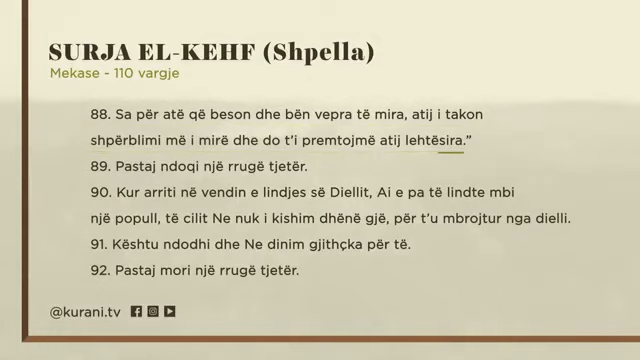 SURJA EL-KEHF (Shpella)
Mekase - 110 vargje
88. Sa për atë që beson dhe bën vepra të mira, atij i takon
shpërblimi më i mirë dhe do t'i premtojmë atij lehtësira.”
89. Pastaj ndoqi një rrugë tjetër.
90. Kur arriti në vendin e lindjes së Diellit, Ai e pa të lindte mbi
një popull, të cilit Ne nuk i kishim dhënë gjë, për t'u mbrojtur nga dielli.
91. Kështu ndodhi dhe Ne dinim gjithçka për të.
92. Pastaj mori një rrugë tjetër.
@kurani.tv